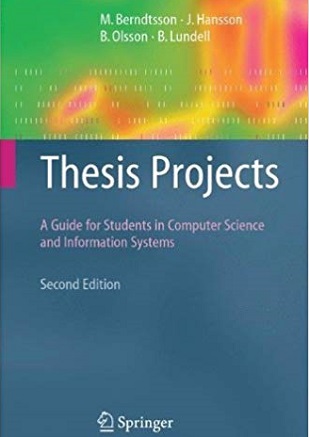 M. Berndtsson · J. Hansson
B. Olsson · B. Lundell
Thesis Projects
A Guide for Students in Computer Science
and Information Systems
Second Edition
Springer